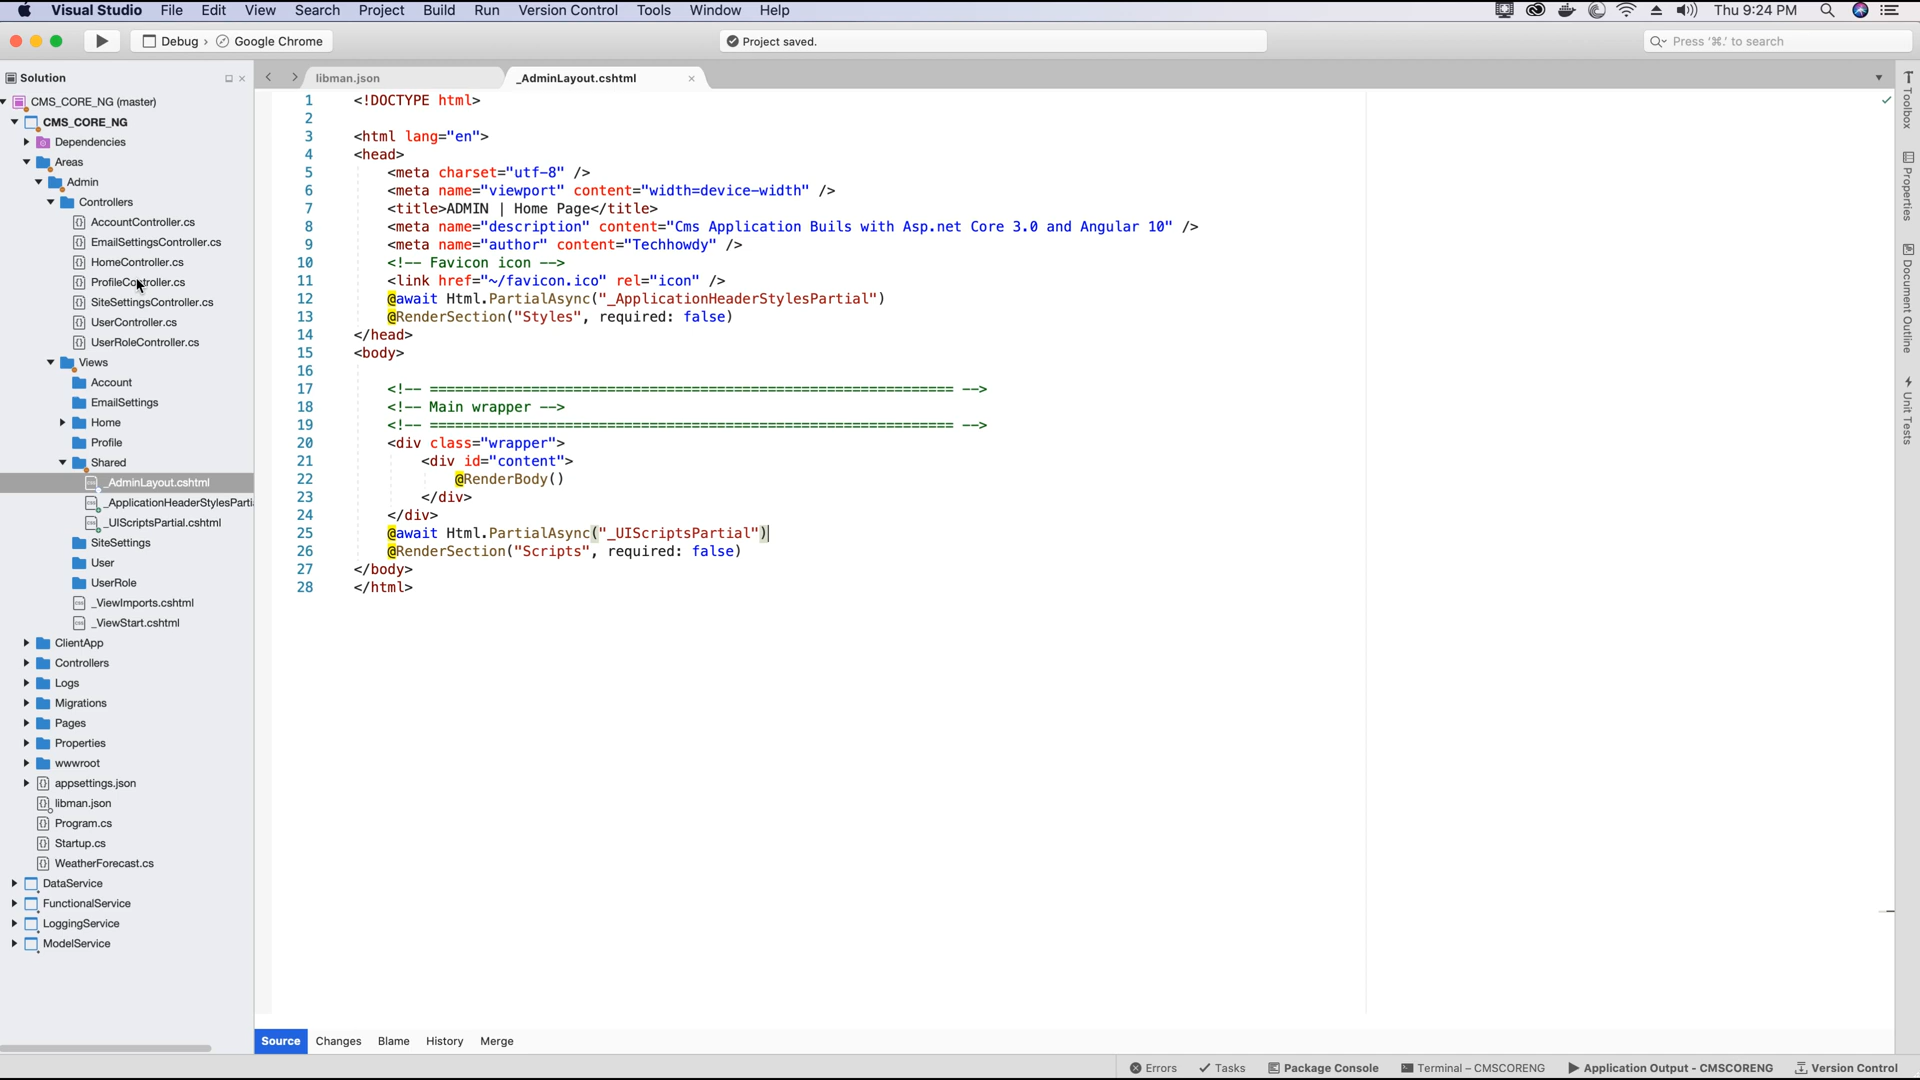 Visual Studio File Edit View Search Project Build Run Version Control Tools Window Help Thu 9:24 PM
Debug › Google Chrome Project saved. Press '⌘.' to search
Solution
CMS_CORE_NG (master)
CMS_CORE_NG
Dependencies
Areas
Admin
Controllers
AccountController.cs
EmailSettingsController.cs
HomeController.cs
ProfileController.cs
SiteSettingsController.cs
UserController.cs
UserRoleController.cs
Views
Account
EmailSettings
Home
Profile
Shared
_AdminLayout.cshtml
_ApplicationHeaderStylesParti
_UIScriptsPartial.cshtml
SiteSettings
User
UserRole
_ViewImports.cshtml
_ViewStart.cshtml
ClientApp
Controllers
Logs
Migrations
Pages
Properties
wwwroot
appsettings.json
libman.json
Program.cs
Startup.cs
WeatherForecast.cs
DataService
FunctionalService
LoggingService
ModelService
libman.json _AdminLayout.cshtml
1 <!DOCTYPE html>
2
3 <html lang="en">
4 <head>
5 <meta charset="utf-8" />
6 <meta name="viewport" content="width=device-width" />
7 <title>ADMIN | Home Page</title>
8 <meta name="description" content="Cms Application Buils with Asp.net Core 3.0 and Angular 10" />
9 <meta name="author" content="Techhowdy" />
10 <!-- Favicon icon -->
11 <link href="~/favicon.ico" rel="icon" />
12 @await Html.PartialAsync("_ApplicationHeaderStylesPartial")
13 @RenderSection("Styles", required: false)
14 </head>
15 <body>
16
17 <!-- ============================================================== -->
18 <!-- Main wrapper -->
19 <!-- ============================================================== -->
20 <div class="wrapper">
21 <div id="content">
22 @RenderBody()
23 </div>
24 </div>
25 @await Html.PartialAsync("_UIScriptsPartial")
26 @RenderSection("Scripts", required: false)
27 </body>
28 </html>
Toolbox
Properties
Document Outline
Unit Tests
Source Changes Blame History Merge
Errors Tasks Package Console Terminal – CMSCORENG Application Output - CMSCORENG Version Control